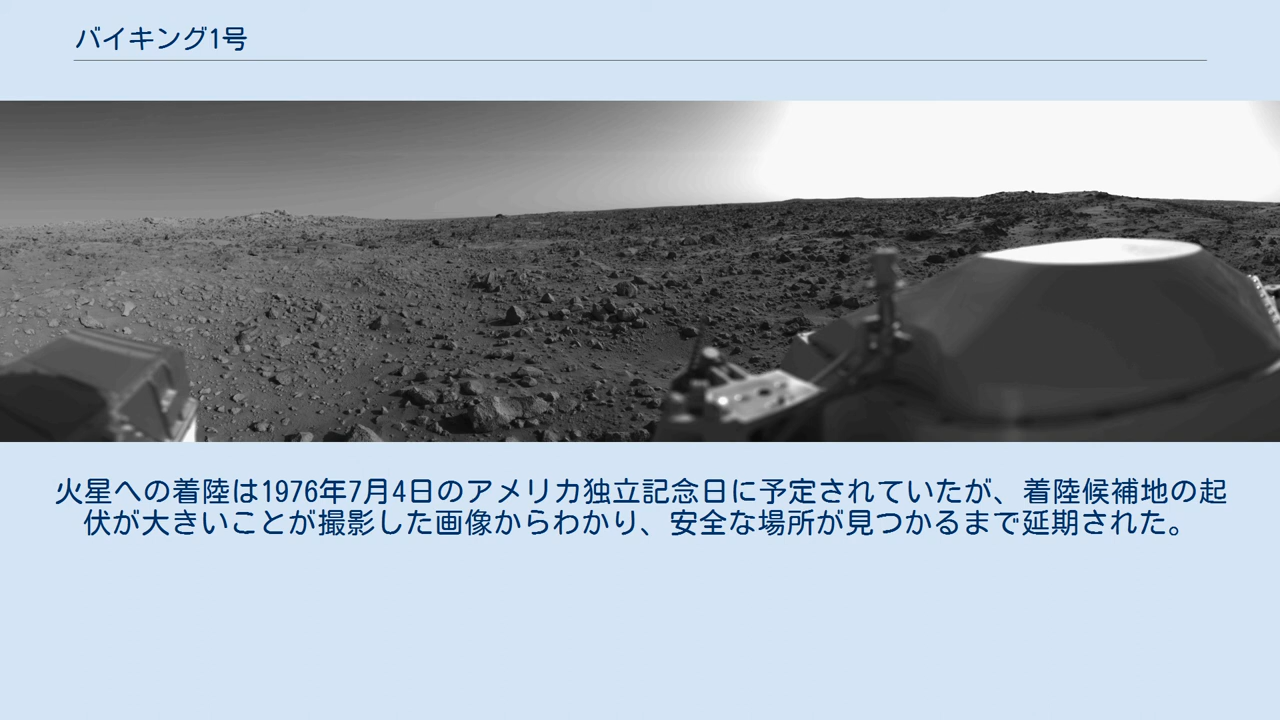 バイキング1号
火星への着陸は1976年7月4日のアメリカ独立記念日に予定されていたが、着陸候補地の起
伏が大きいことが撮影した画像からわかり、安全な場所が見つかるまで延期された。